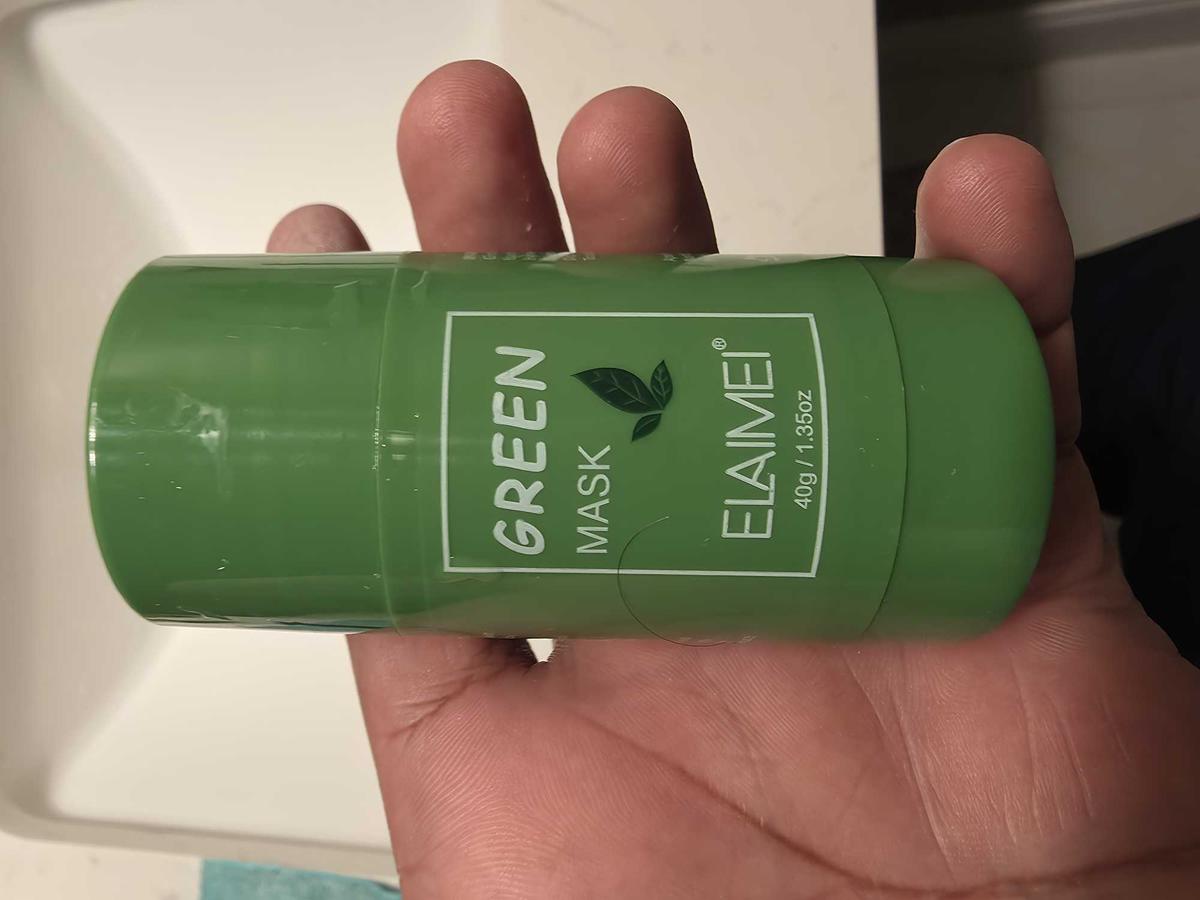 GREEN
MASK
ELAIMEI®
40g / 1.35oz